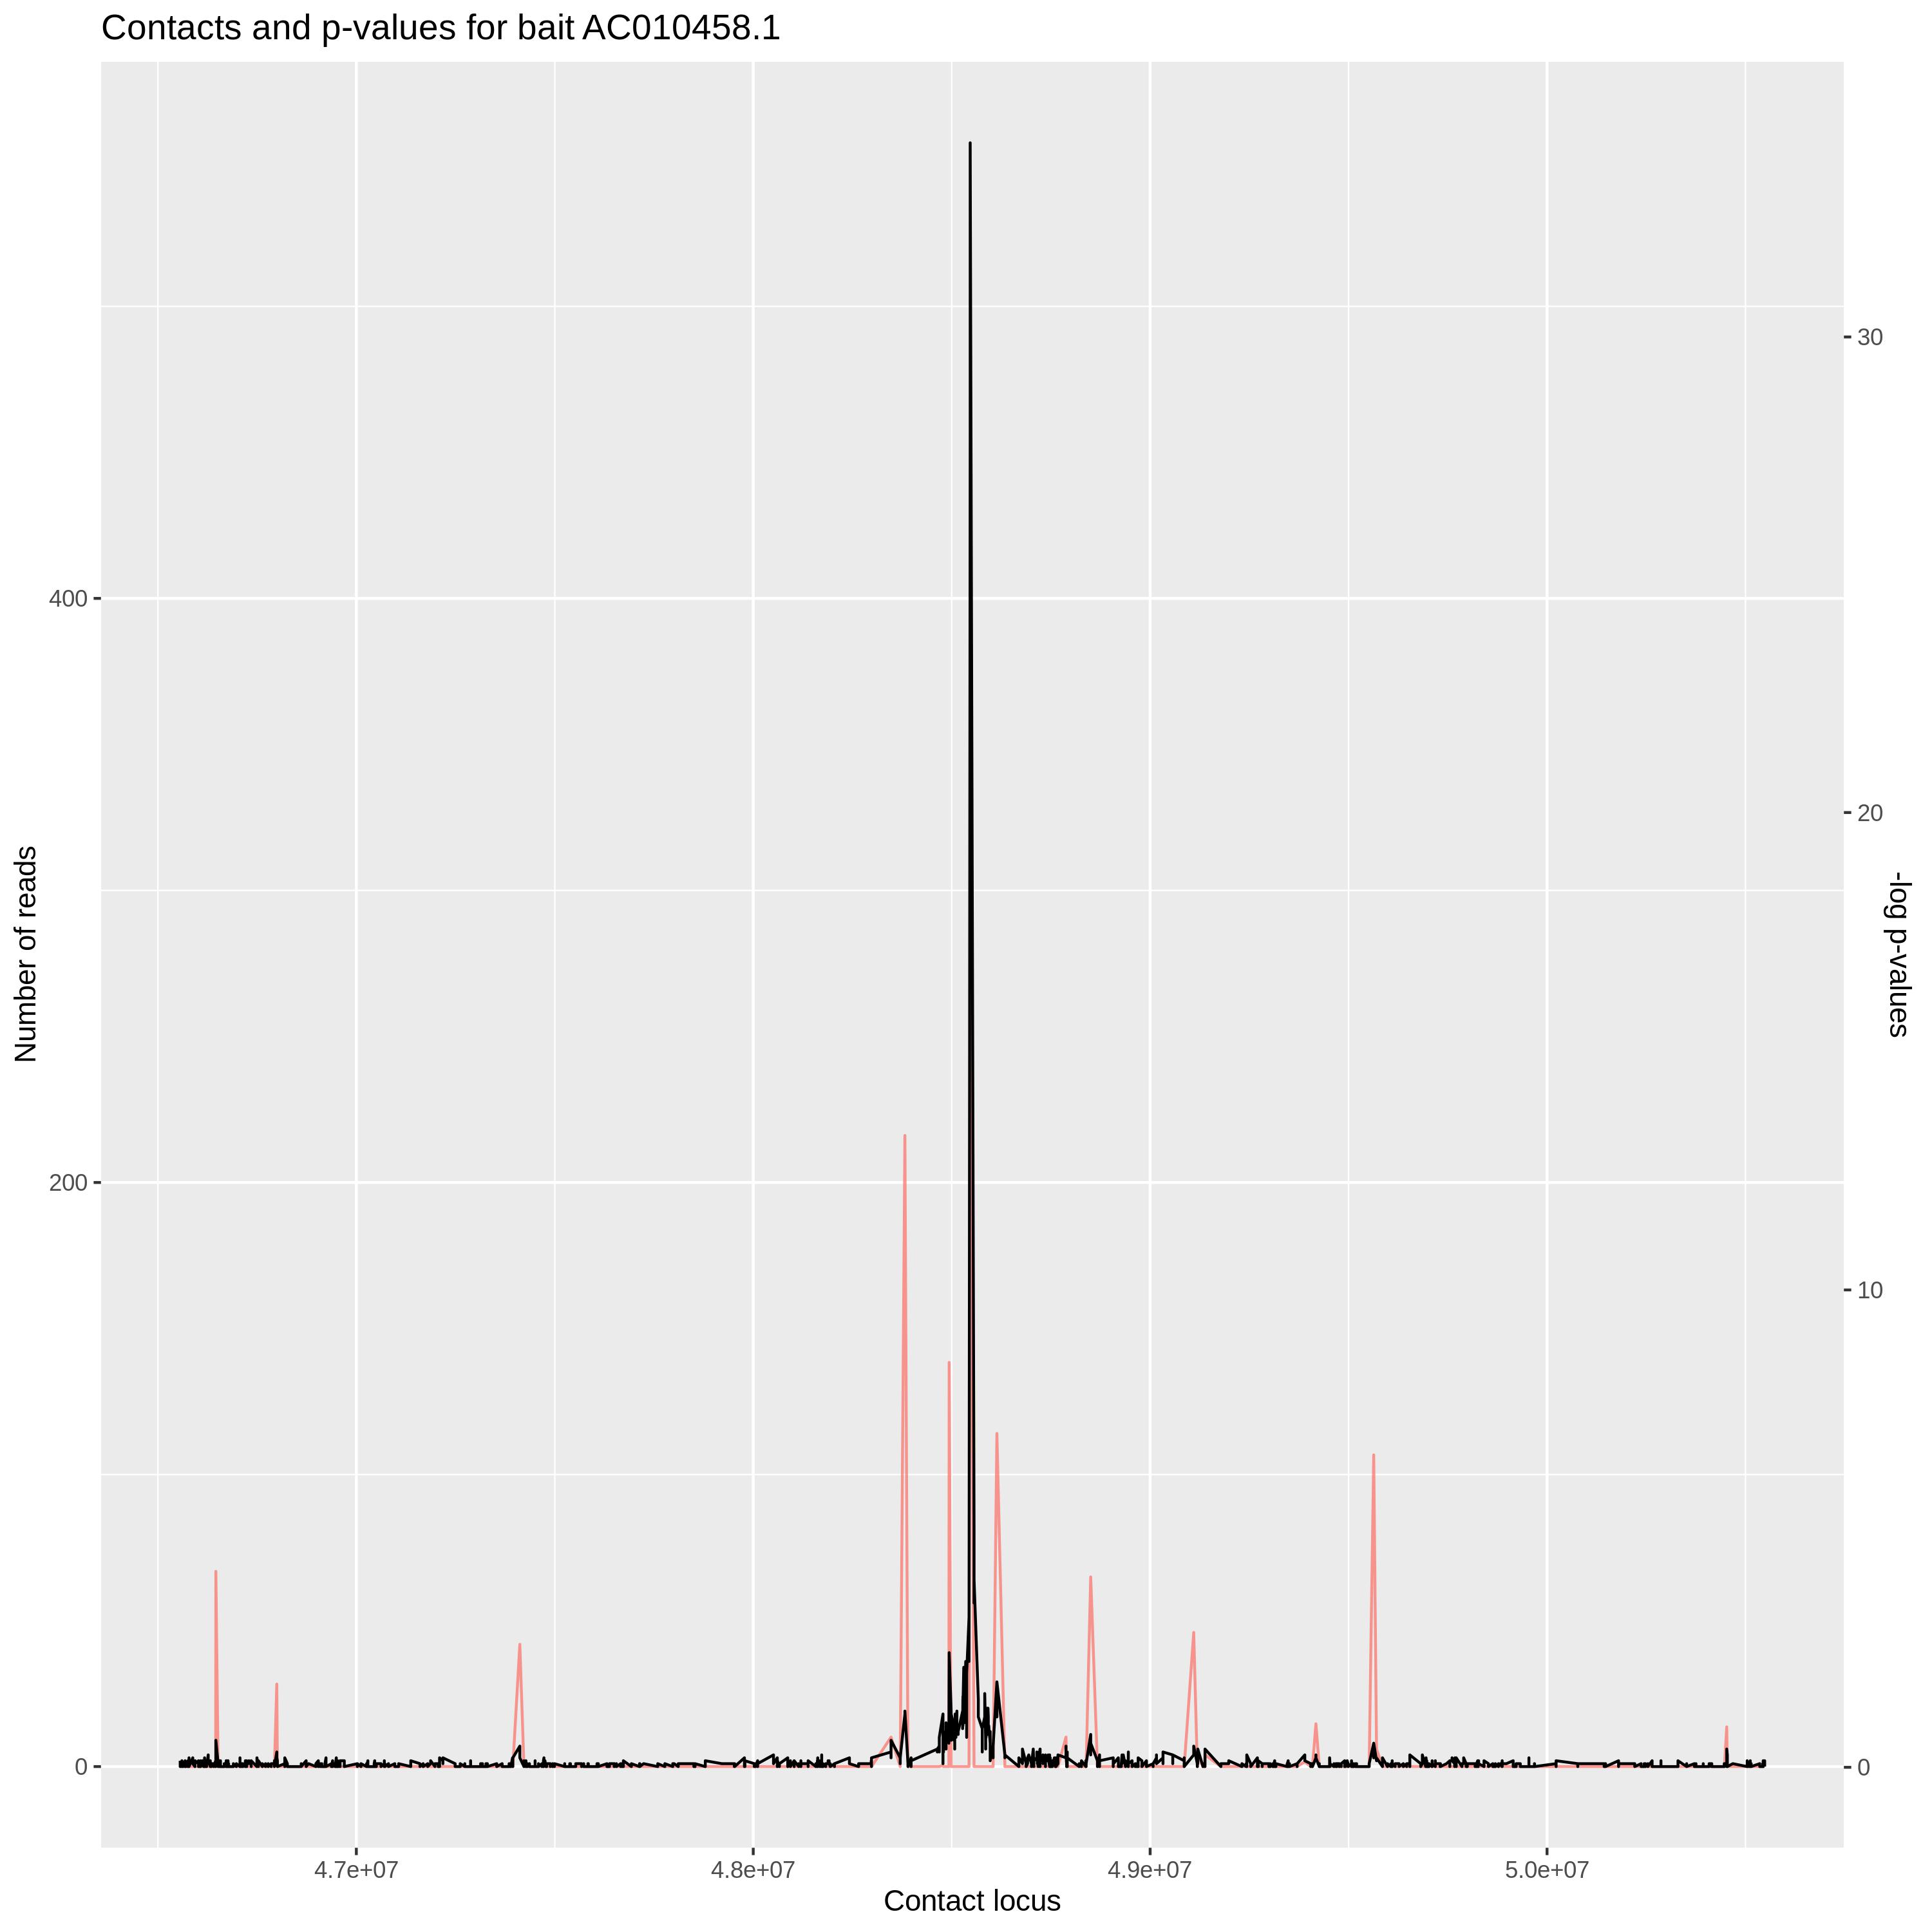 Contacts and p-values for bait AC010458.1
Number of reads
400
200
0
30
20
10
0
-log p-values
4.7e+07
4.8e+07
4.9e+07
5.0e+07
Contact locus